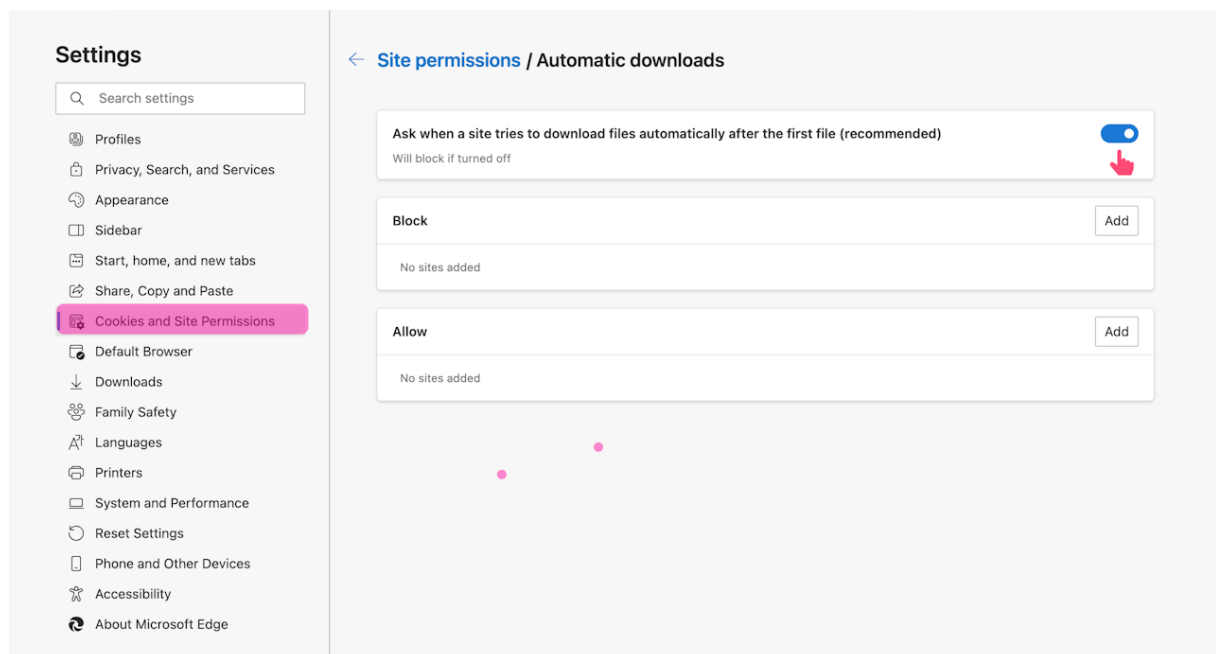 Settings
Search settings
Profiles
Privacy, Search, and Services
Appearance
Sidebar
Start, home, and new tabs
Share, Copy and Paste
Cookies and Site Permissions
Default Browser
Downloads
Family Safety
Languages
Printers
System and Performance
Reset Settings
Phone and Other Devices
Accessibility
About Microsoft Edge
Site permissions / Automatic downloads
Ask when a site tries to download files automatically after the first file (recommended)
Will block if turned off
Block Add
No sites added
Allow Add
No sites added